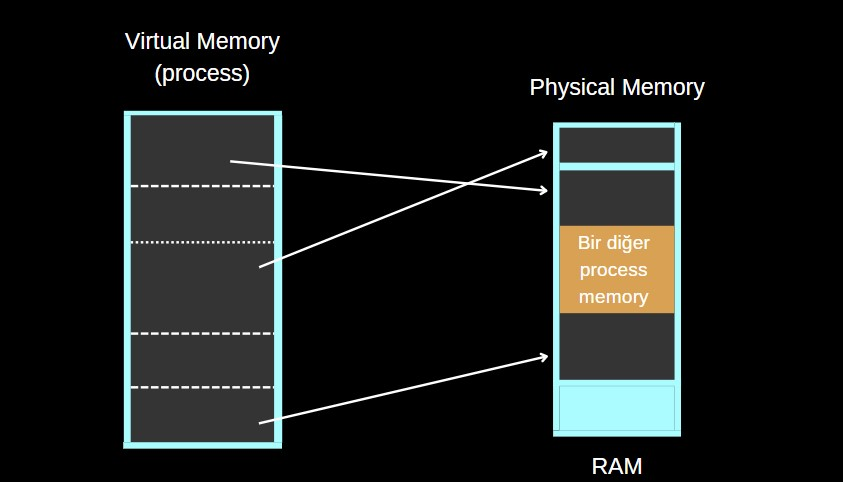 Virtual Memory
(process)
Physical Memory
Bir diğer
process
memory
RAM